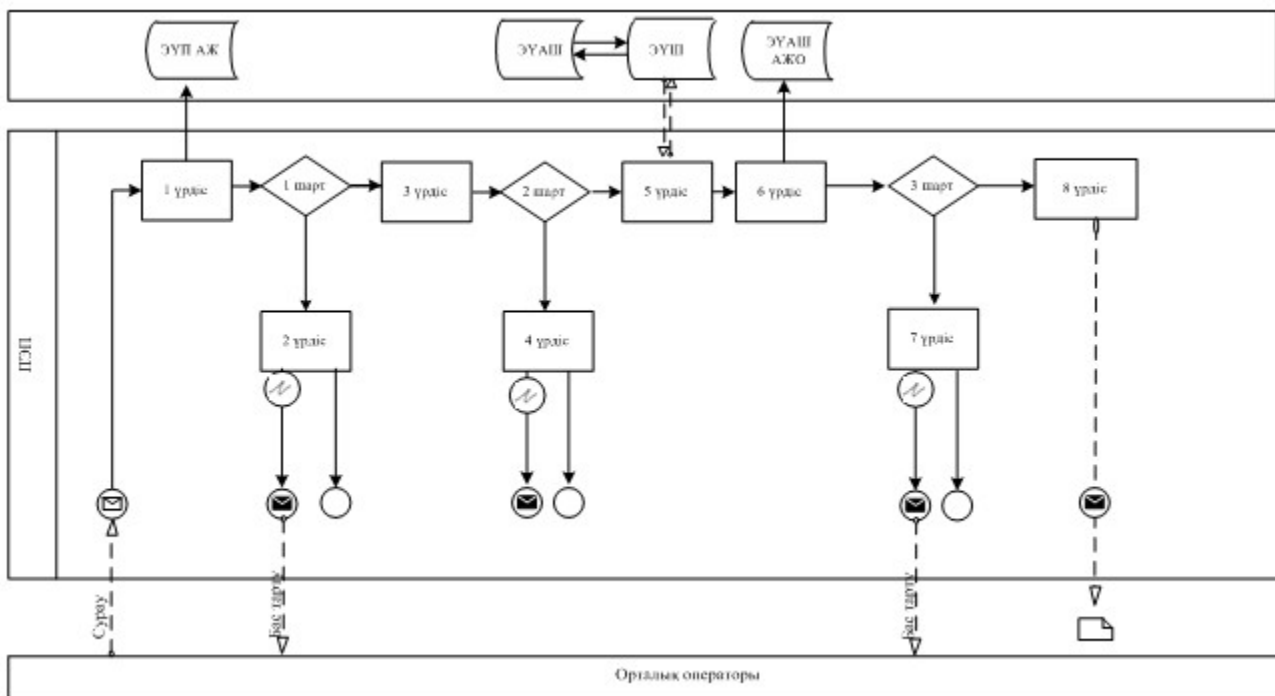 ЭҮП АЖ
ЭҮАШ
ЭҮШ
ЭҮАШ
АЖО
1 үрдіс
1 шарт
3 үрдіс
2 шарт
5 үрдіс
6 үрдіс
3 шарт
8 үрдіс
2 үрдіс
4 үрдіс
7 үрдіс
Сұрау
Бас тарту
Бас тарту
Орталық операторы